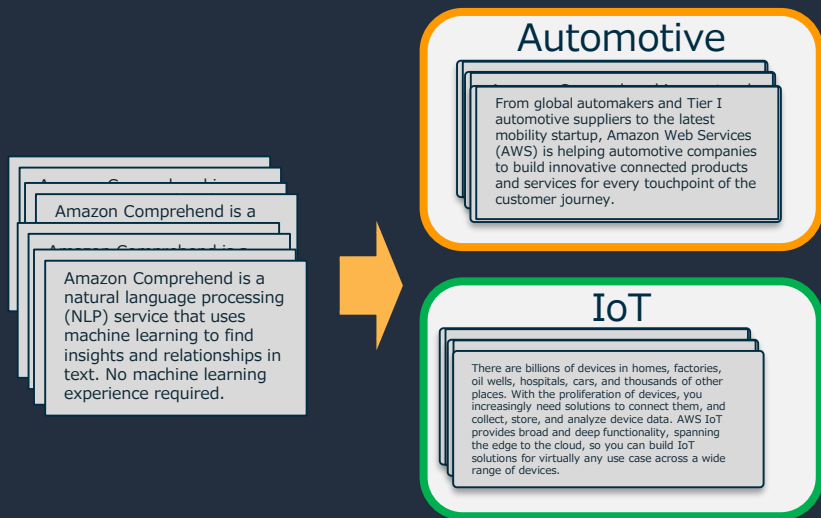 Amazon Comprehend is a
Amazon Comprehend is a
natural language processing
(NLP) service that uses
machine learning to find
insights and relationships in
text. No machine learning
experience required.
Automotive
From global automakers and Tier I
automotive suppliers to the latest
mobility startup, Amazon Web Services
(AWS) is helping automotive companies
to build innovative connected products
and services for every touchpoint of the
customer journey.
IoT
There are billions of devices in homes, factories,
oil wells, hospitals, cars, and thousands of other
places. With the proliferation of devices, you
increasingly need solutions to connect them, and
collect, store, and analyze device data. AWS IoT
provides broad and deep functionality, spanning
the edge to the cloud, so you can build IoT
solutions for virtually any use case across a wide
range of devices.